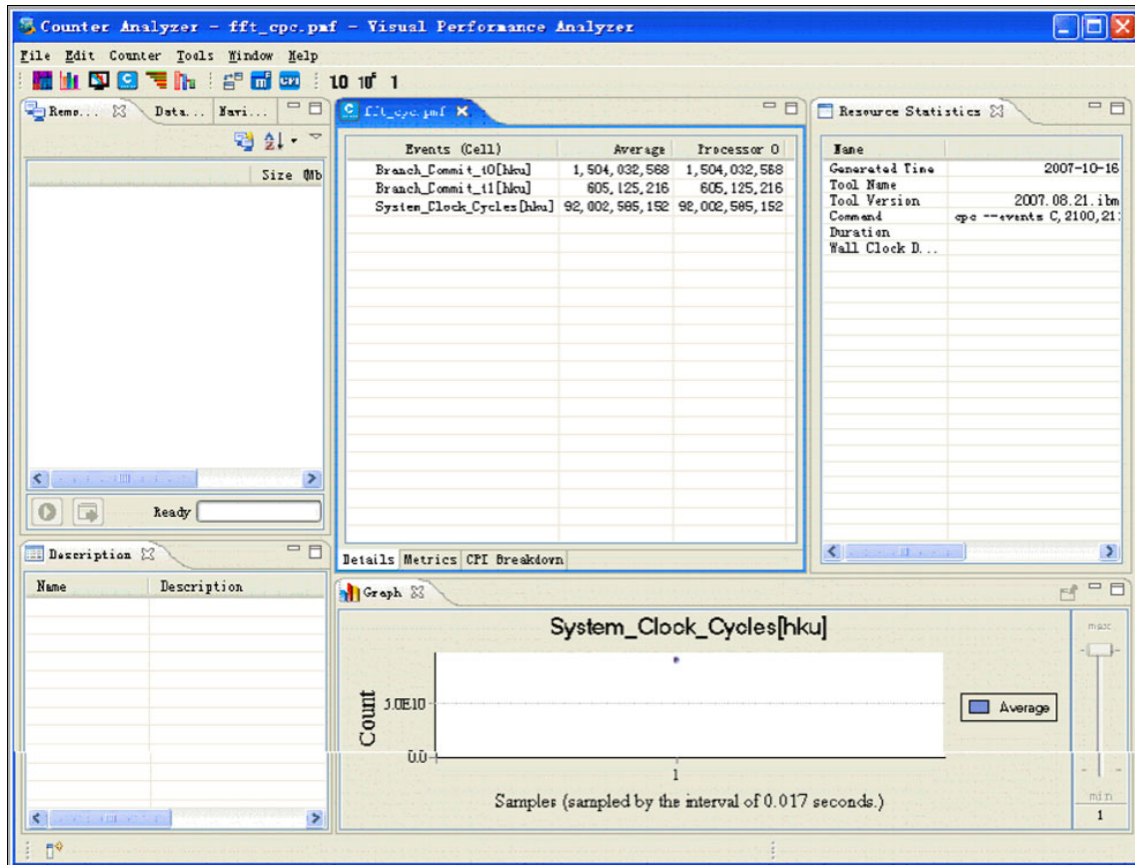 Counter Analyzer - fft_cpc.pmf - Visual Performance Analyzer
File Edit Counter Tools Window Help
1.0 10⁶ 1
Remo... Data... Navi...
Size (Mb
Ready
fft_cpc.pmf
Events (Cell) Average Processor 0
Branch_Commit_t0[hku] 1,504,032,568 1,504,032,568
Branch_Commit_t1[hku] 605,125,216 605,125,216
System_Clock_Cycles[hku] 92,002,585,152 92,002,585,152
Details Metrics CPI Breakdown
Resource Statistics
Name
Generated Time 2007-10-16
Tool Name
Tool Version 2007.08.21.ibm
Command cpc --events C,2100,21
Duration
Wall Clock D...
Description
Name Description
Graph
System_Clock_Cycles[hku]
Count
0.0
1
Samples (sampled by the interval of 0.017 seconds.)
Average
max
min
1